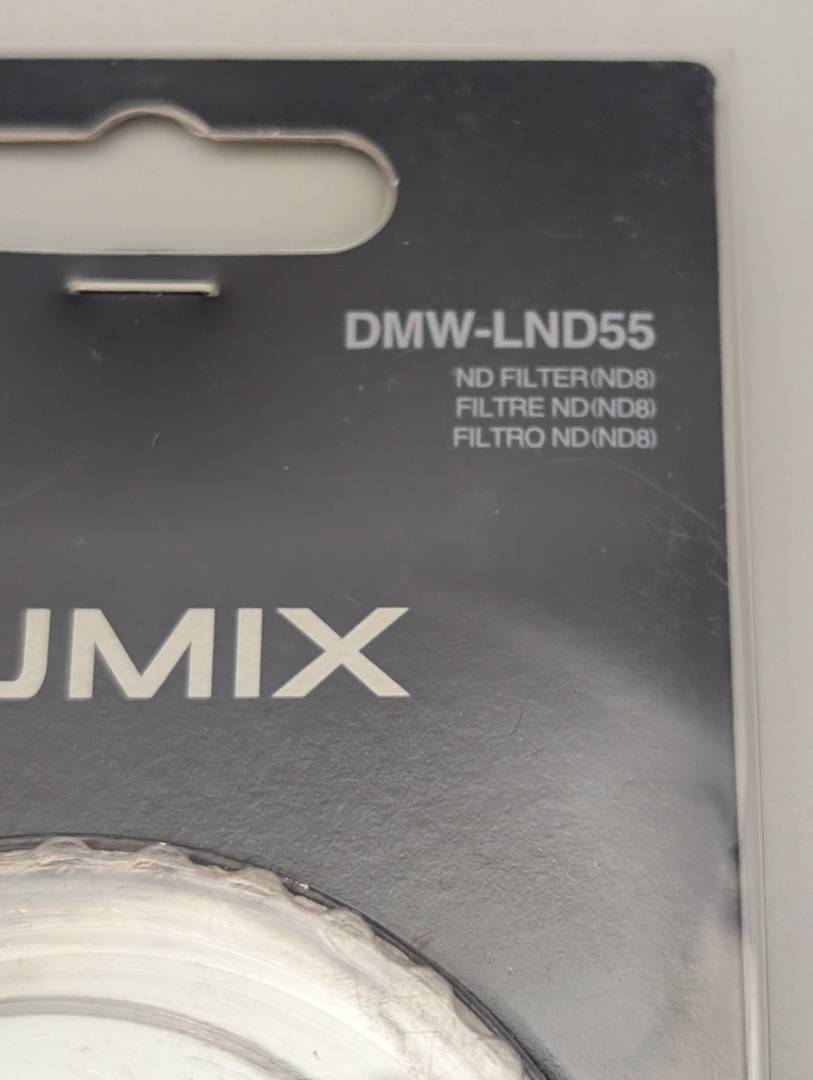 DMW-LND55
ND FILTER(ND8)
FILTRE ND(ND8)
FILTRO ND(ND8)
UMIX